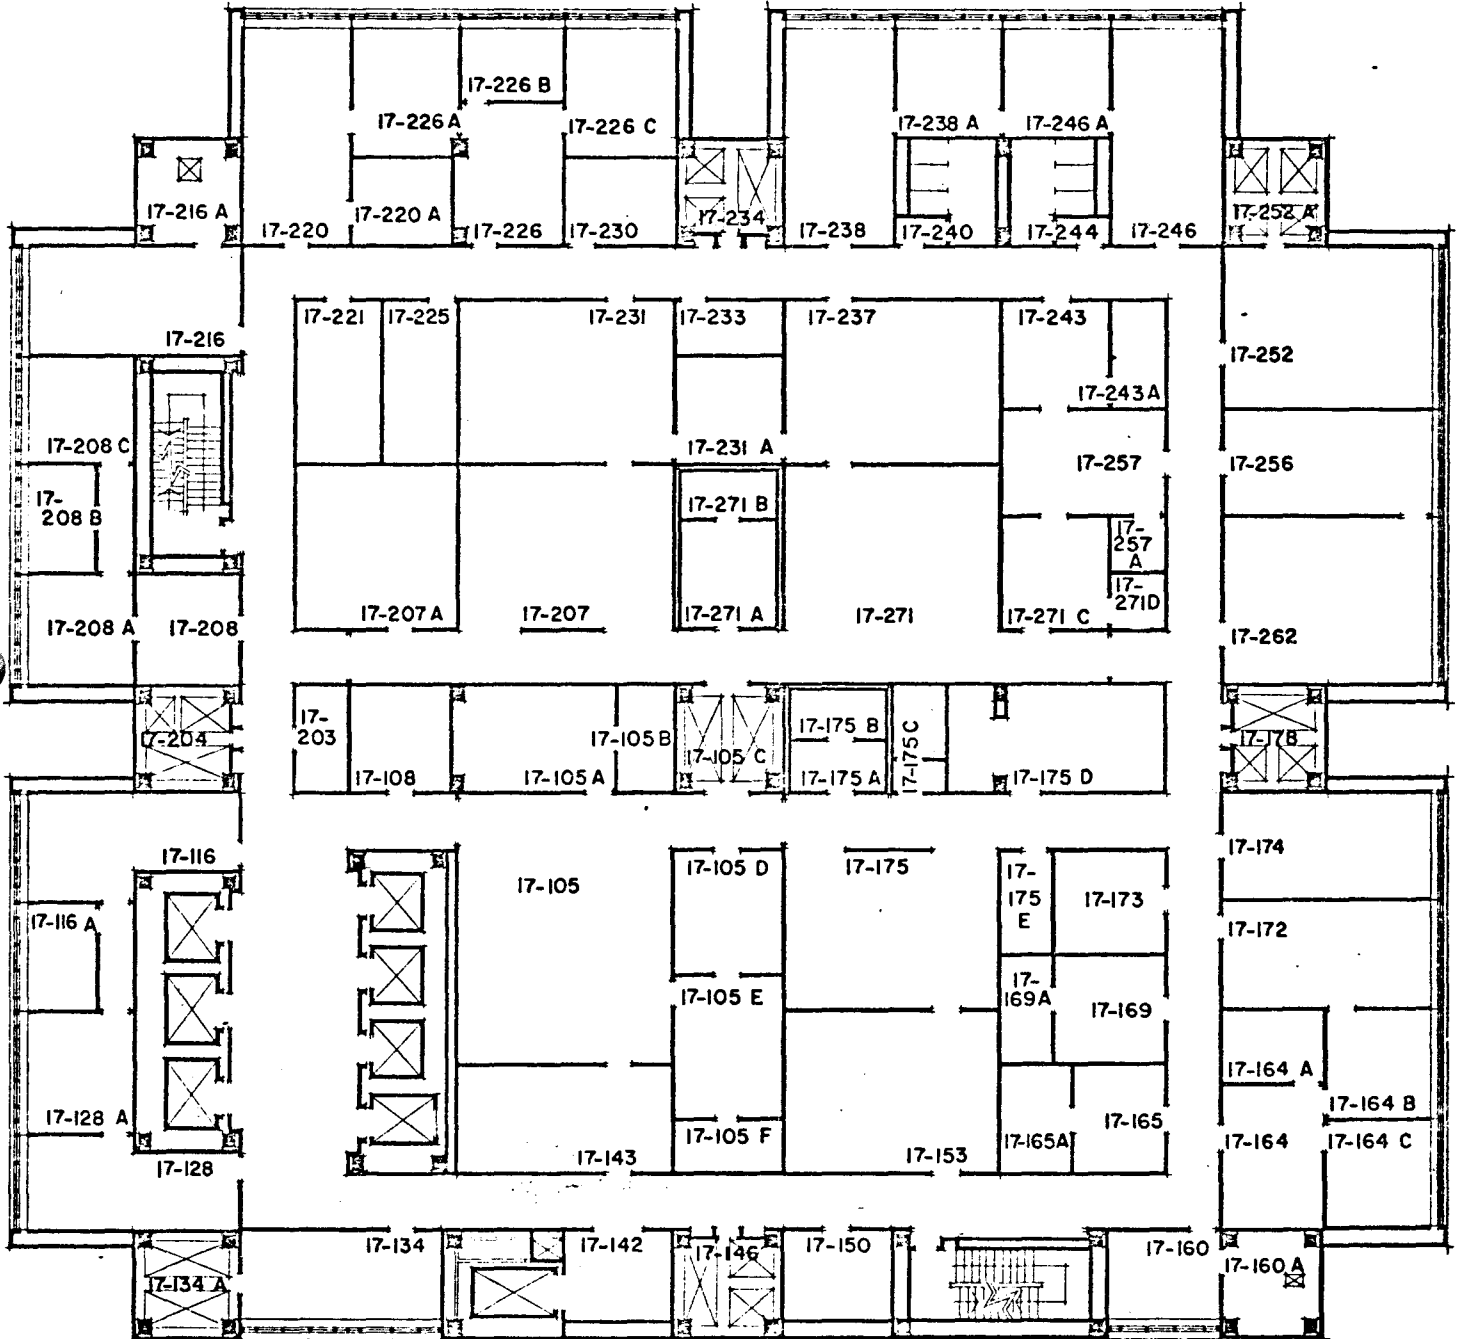 17-226 B
17-226 A
17-226 C
17-238 A
17-246 A
17-216 A
17-220 A
17-234
17-252 A
17-220
17-226
17-230
17-238
17-240
17-244
17-246
17-221
17-225
17-231
17-233
17-237
17-243
17-216
17-252
17-243 A
17-208 C
17-231 A
17-257
17-256
17-
208 B
17-271 B
17-
257
A
17-
271D
17-207 A
17-207
17-271 A
17-271
17-271 C
17-208 A
17-208
17-262
17-
203
17-204
17-105 B
17-105 C
17-175 B
17-175 C
17-178
17-108
17-105 A
17-175 A
17-175 D
17-116
17-105
17-105 D
17-175
17-
175
E
17-173
17-174
17-116 A
17-172
17-105 E
17-
169A
17-169
17-164 A
17-164 B
17-128 A
17-105 F
17-165A
17-165
17-164
17-164 C
17-128
17-143
17-153
17-134
17-142
17-146
17-150
17-160
17-160 A
17-134 A